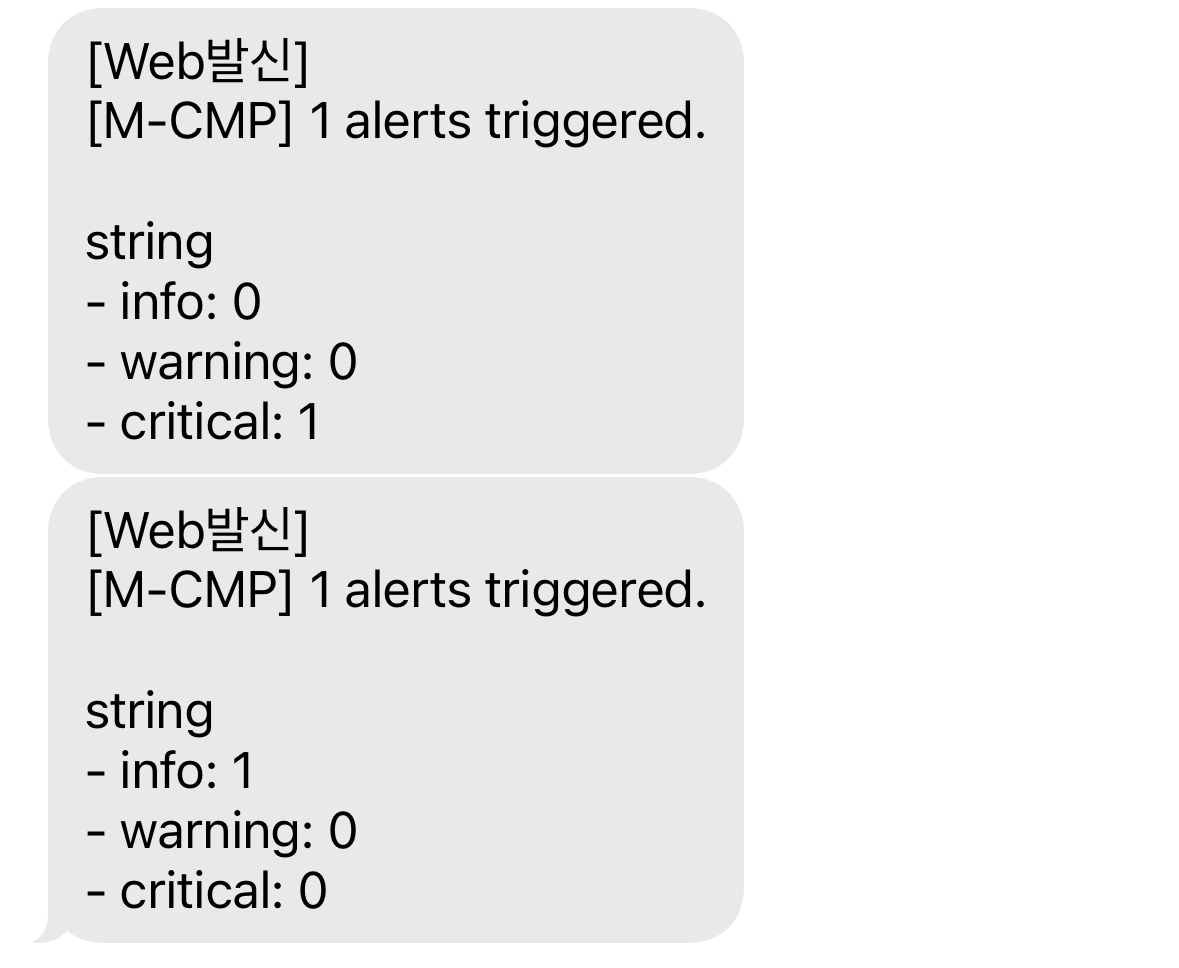 [Web발신]
[M-CMP] 1 alerts triggered.
string
- info: 0
- warning: 0
- critical: 1
[Web발신]
[M-CMP] 1 alerts triggered.
string
- info: 1
- warning: 0
- critical: 0